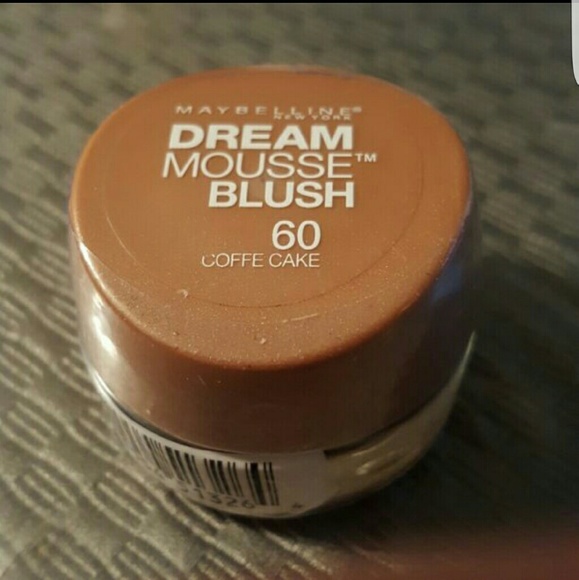 MAYBELLINE®
NEW YORK
DREAM
MOUSSE™
BLUSH
60
COFFE CAKE